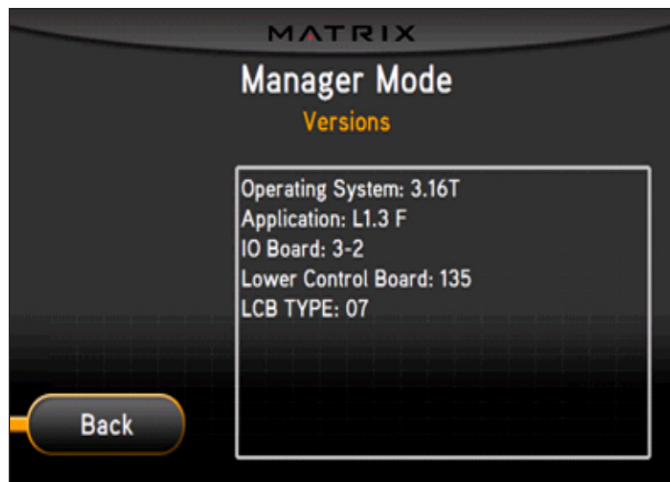 MATRIX
Manager Mode
Versions
Operating System: 3.16T
Application: L1.3 F
IO Board: 3-2
Lower Control Board: 135
LCB TYPE: 07
Back